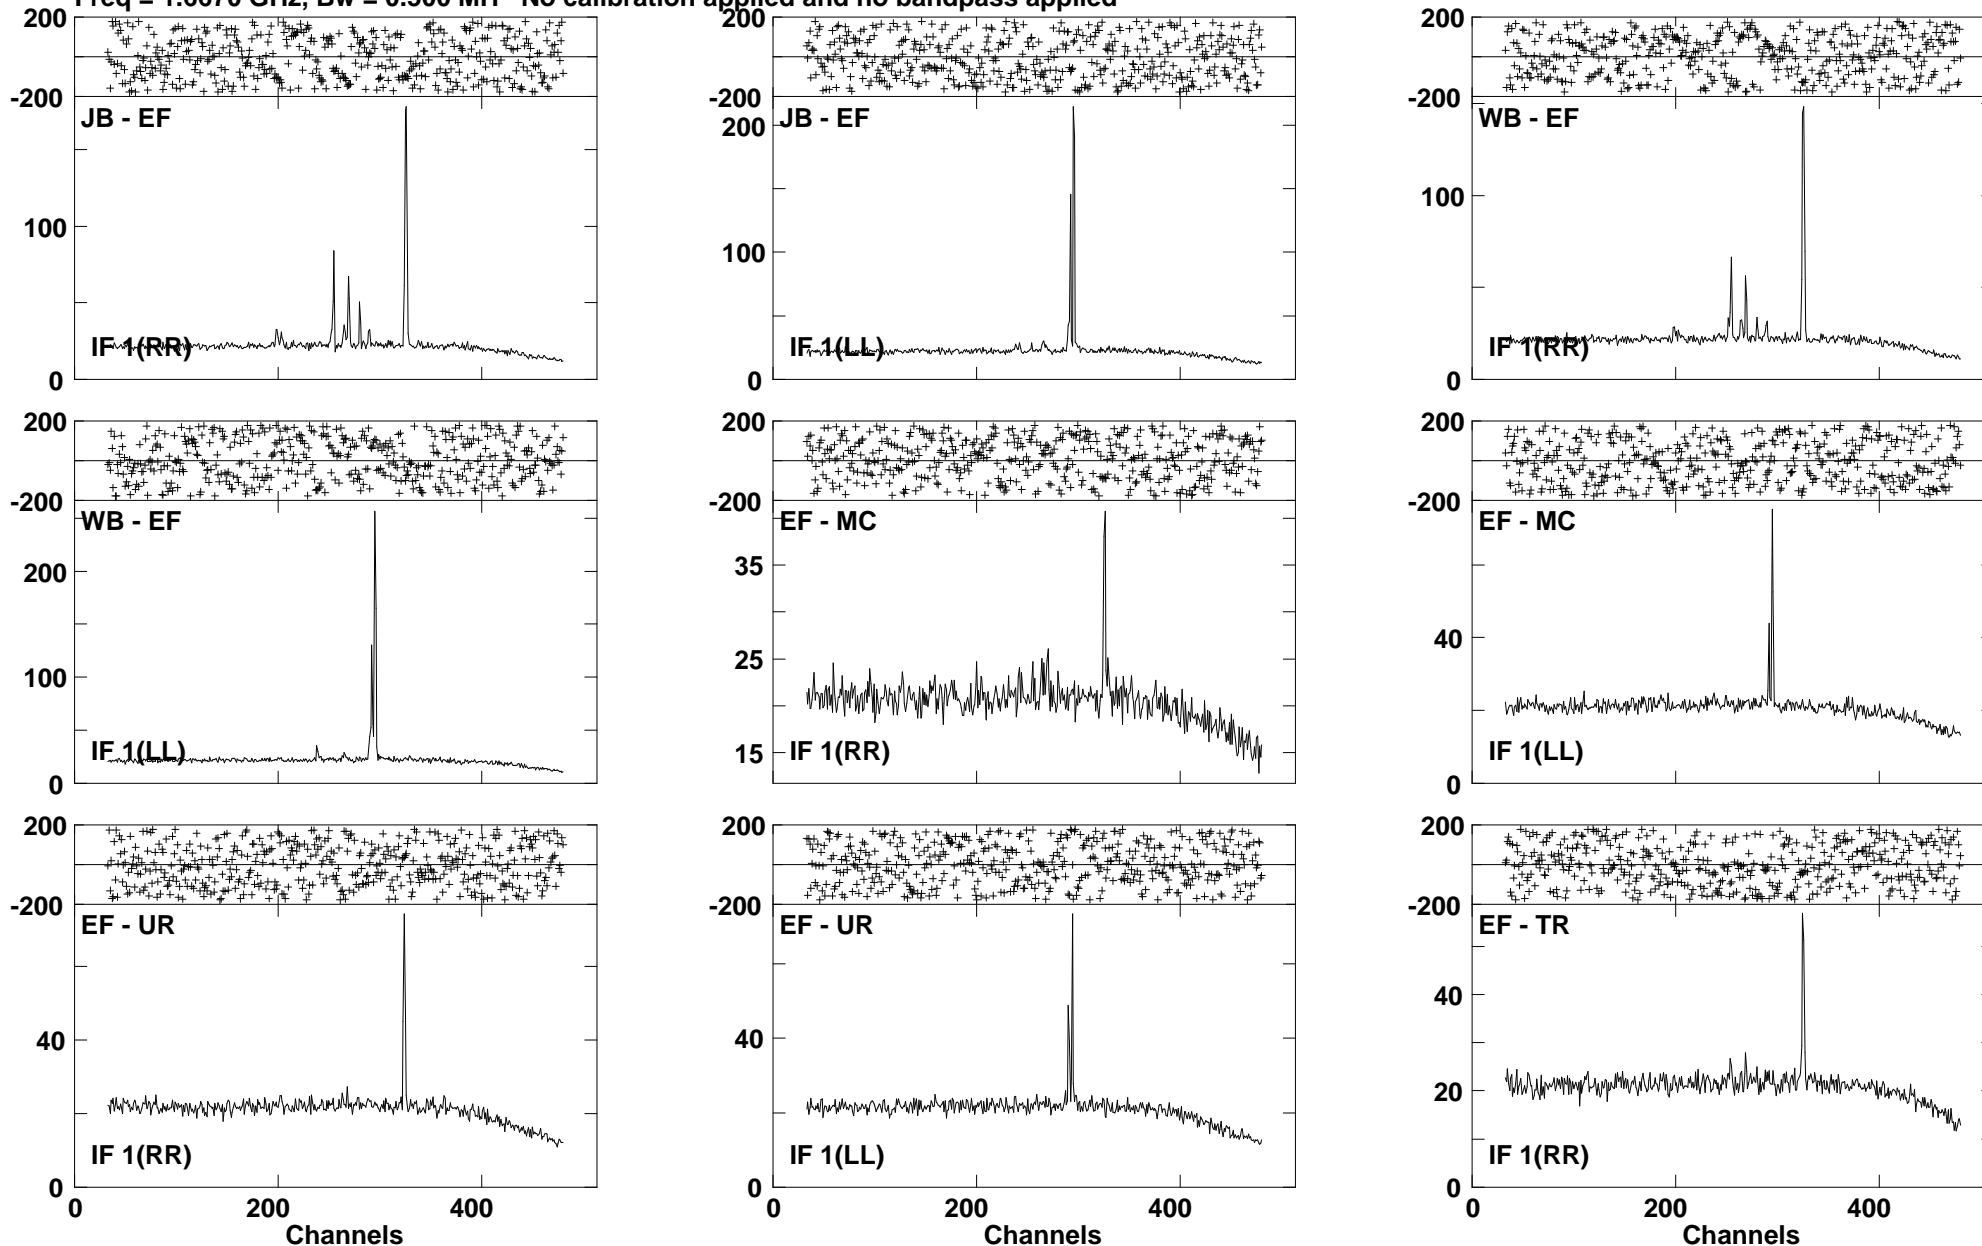 Freq = 1.6670 GHz, Bw = 0.500 MH No calibration applied and no bandpass applied
200 200 200
-200 -200 -200
JB - EF JB - EF WB - EF
200
100 100 100
IF 1(RR) IF 1(LL) IF 1(RR)
0 0 0
200 200 200
-200 -200 -200
WB - EF EF - MC EF - MC
200 35
40
100 25
IF 1(LL) 15 IF 1(RR) IF 1(LL)
0 0
200 200 200
-200 -200 -200
EF - UR EF - UR EF - TR
40 40 40
20
IF 1(RR) IF 1(LL) IF 1(RR)
0 0 0
0 200 400 0 200 400 0 200 400
Channels Channels Channels